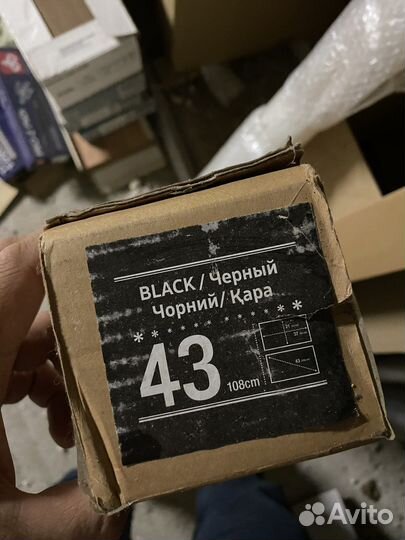 BLACK / Черный
Чорний/ Қара
* * * * * * * * * *
43 108cm
Avito